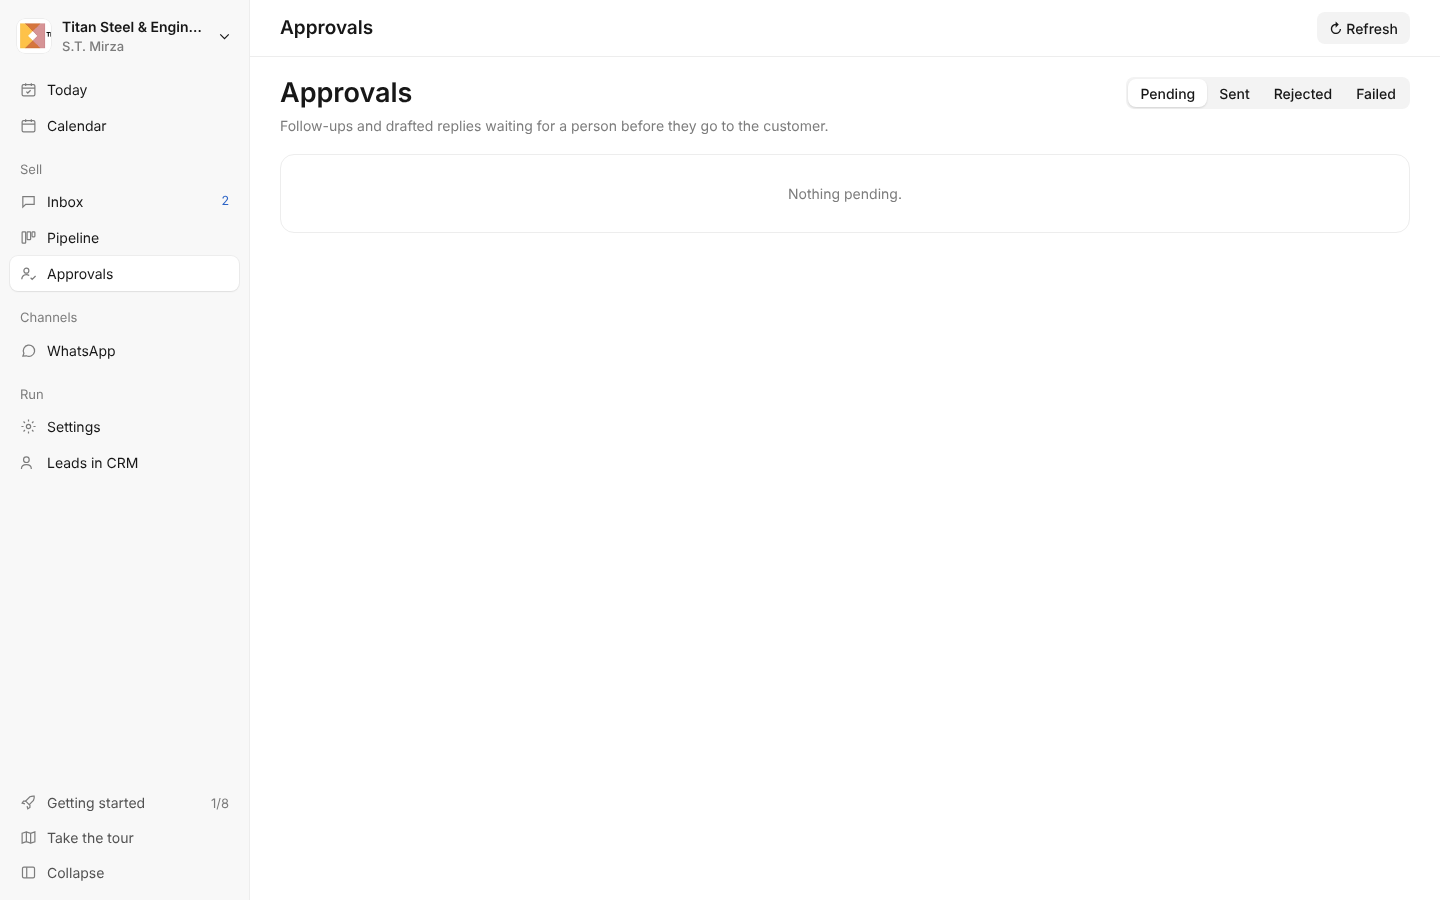 Titan Steel & Engin...
S.T. Mirza
Today
Calendar
Sell
Inbox 2
Pipeline
Approvals
Channels
WhatsApp
Run
Settings
Leads in CRM
Getting started 1/8
Take the tour
Collapse
Approvals
Refresh
Approvals
Pending Sent Rejected Failed
Follow-ups and drafted replies waiting for a person before they go to the customer.
Nothing pending.